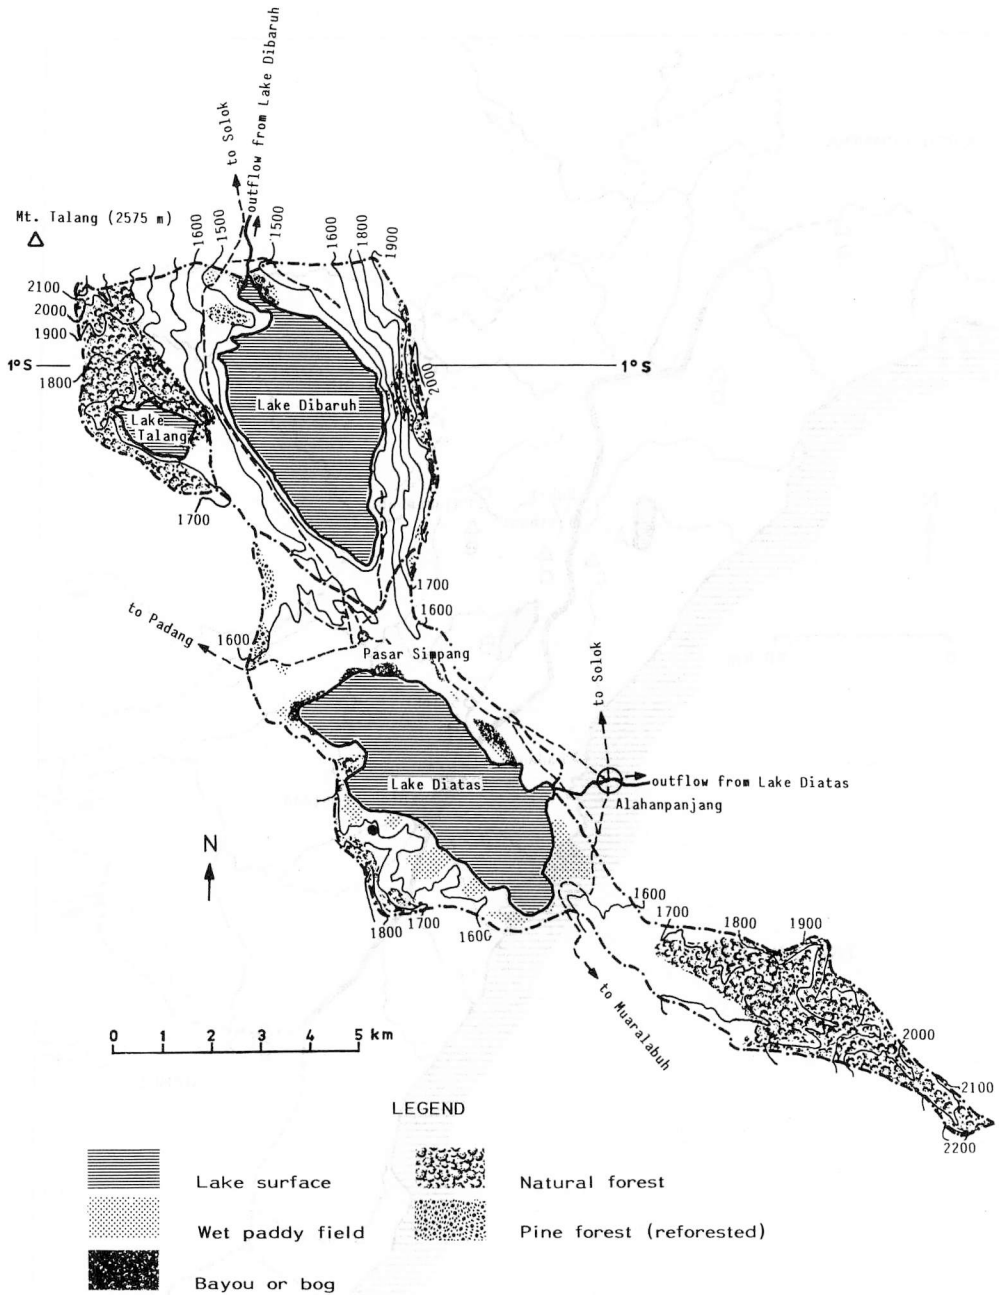 to Solok
outflow from Lake Dibaruh
Mt. Talang (2575 m)
1600
1500
1500
1600
1800
1900
2100
2000
1900
1°S
1800
2000
1°S
Lake Dibaruh
Lake
Talang
1700
1700
1600
to Padang
1600
Pasar Simpang
to Solok
Lake Diatas
outflow from Lake Diatas
Alahanpanjang
N
1600
1700
1800
1900
1800
1700
1600
to Muaralabuh
0 1 2 3 4 5 km
2000
2100
2200
LEGEND
Lake surface
Natural forest
Wet paddy field
Pine forest (reforested)
Bayou or bog